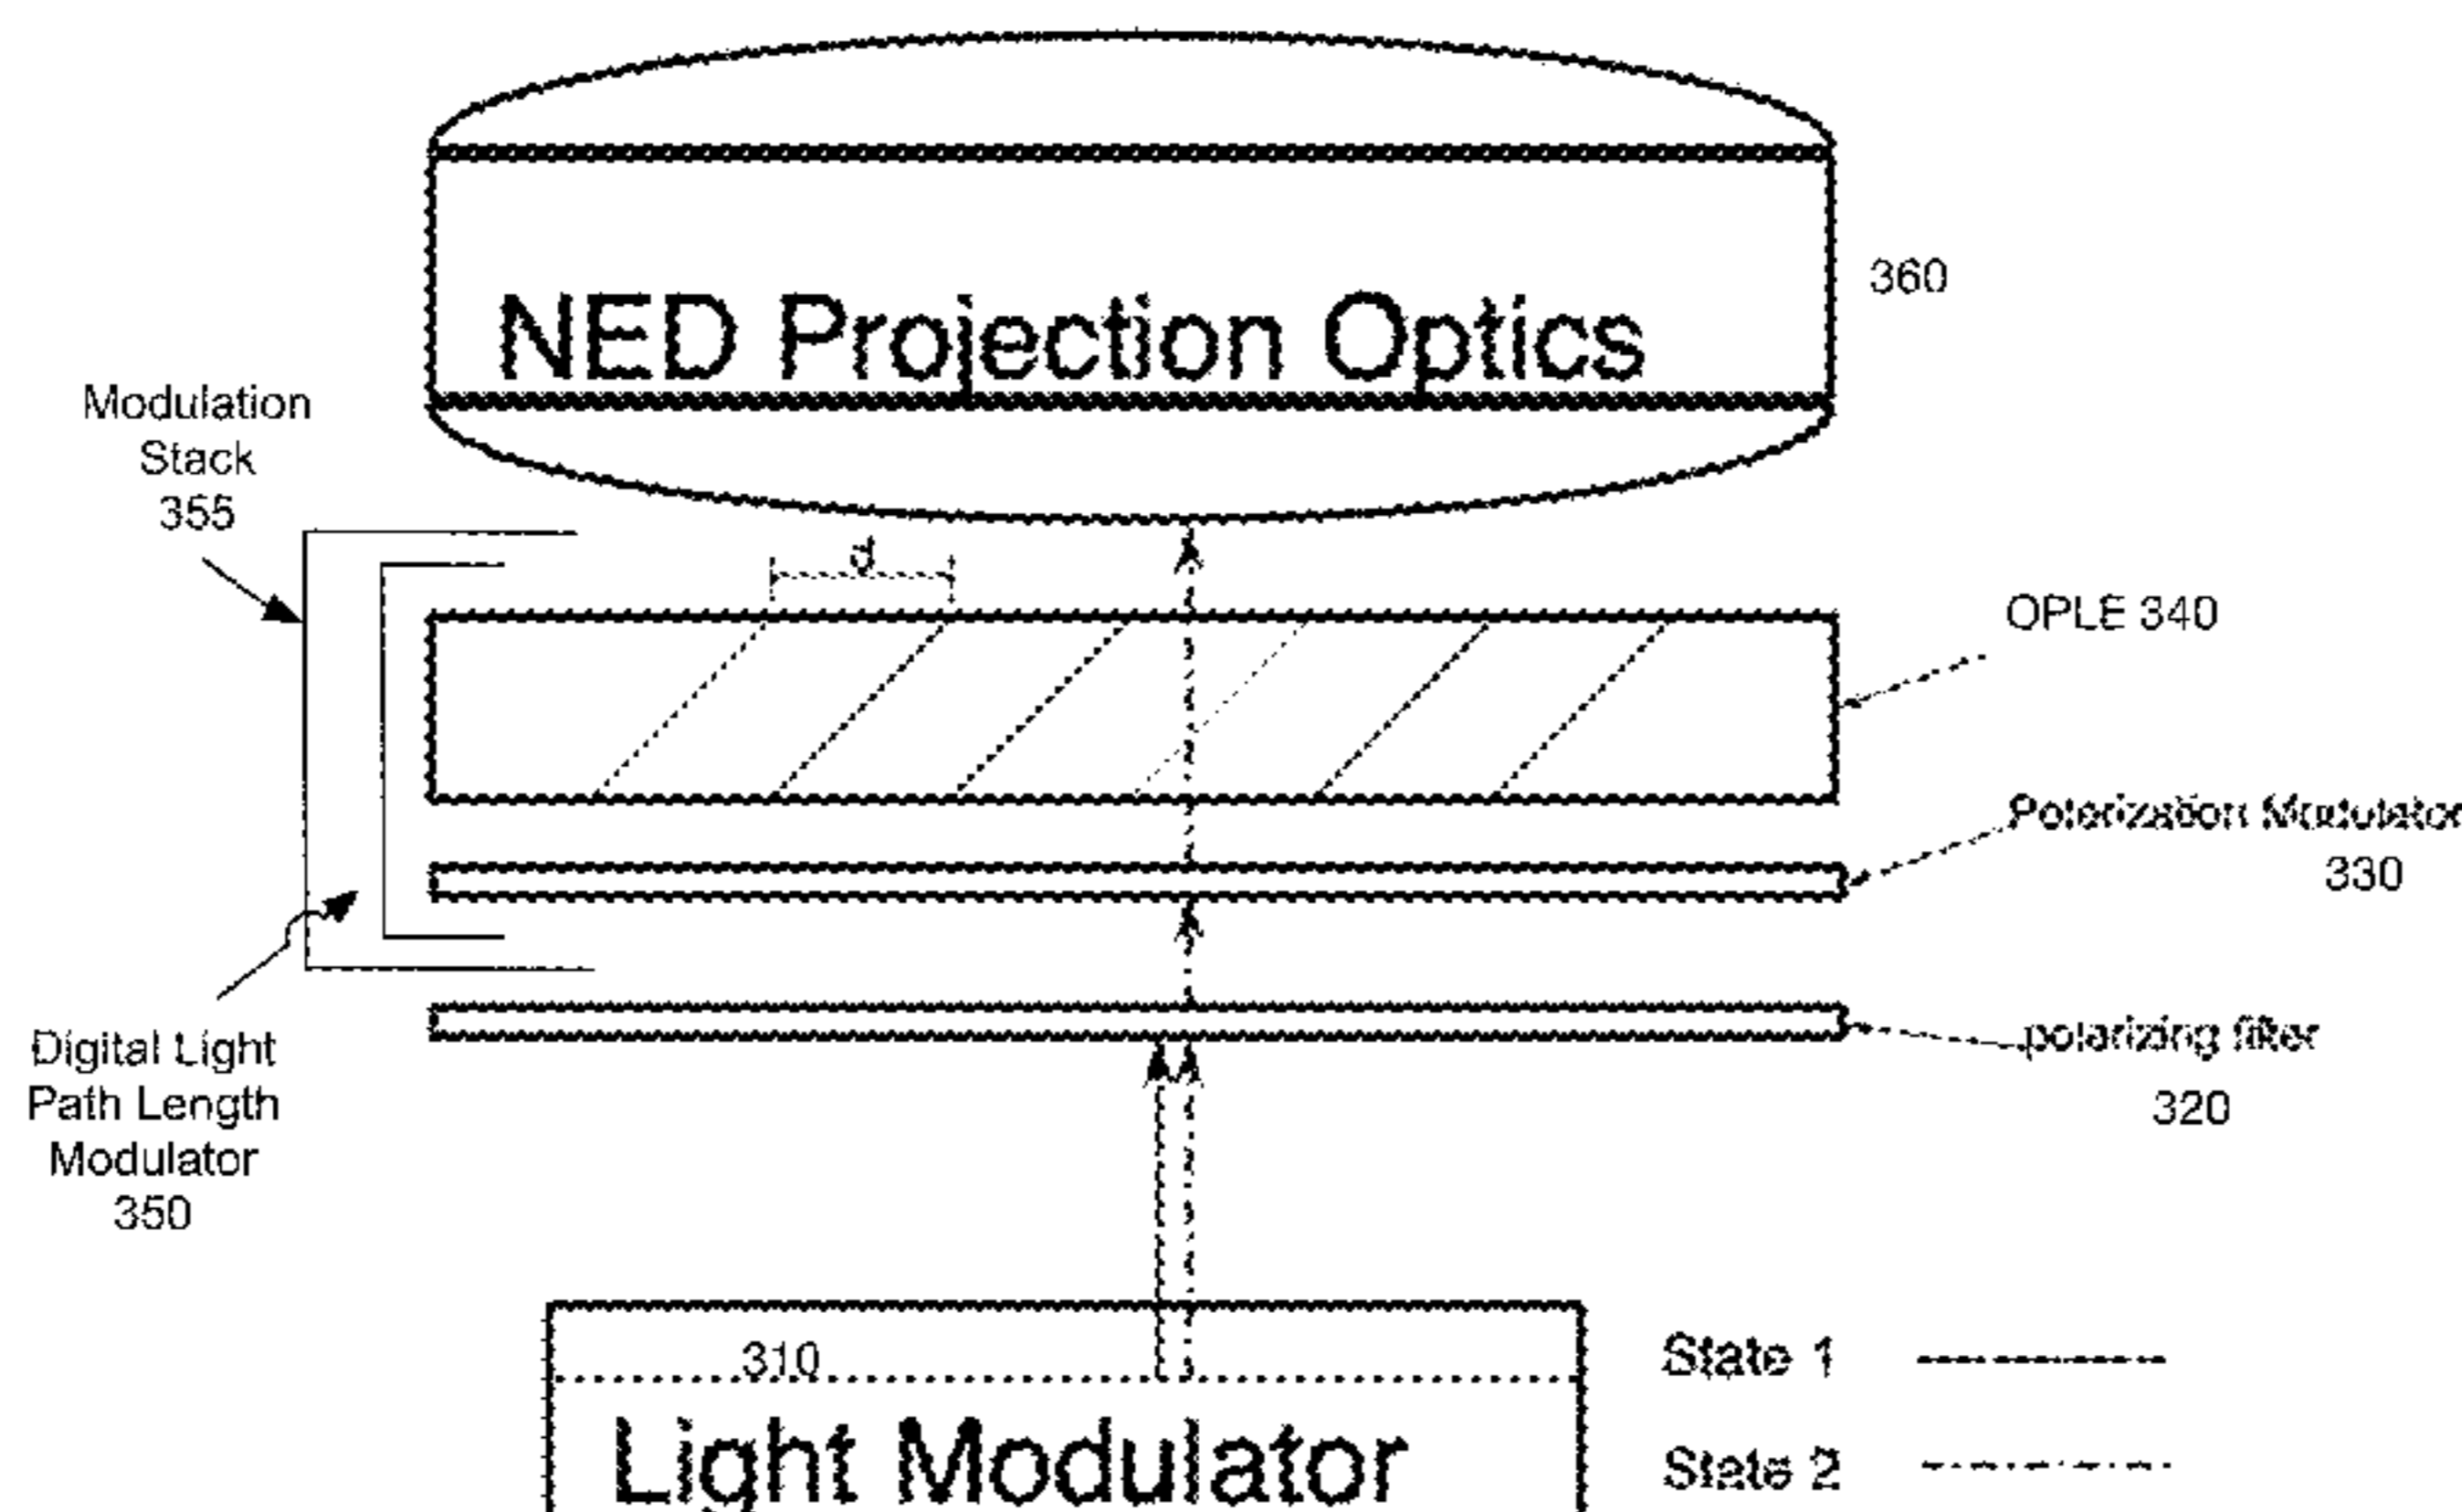 NED Projection Optics
360
Modulation
Stack
355
d
OPLE 340
Polarization Modulator
330
polarizing filter
320
Digital Light
Path Length
Modulator
350
310
Light Modulator
State 1
State 2